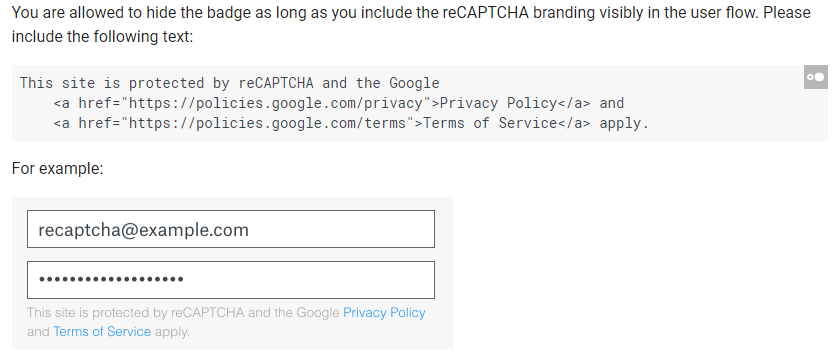 You are allowed to hide the badge as long as you include the reCAPTCHA branding visibly in the user flow. Please
include the following text:
This site is protected by reCAPTCHA and the Google
<a href="https://policies.google.com/privacy">Privacy Policy</a> and
<a href="https://policies.google.com/terms">Terms of Service</a> apply.
For example:
recaptcha@example.com
This site is protected by reCAPTCHA and the Google Privacy Policy
and Terms of Service apply.